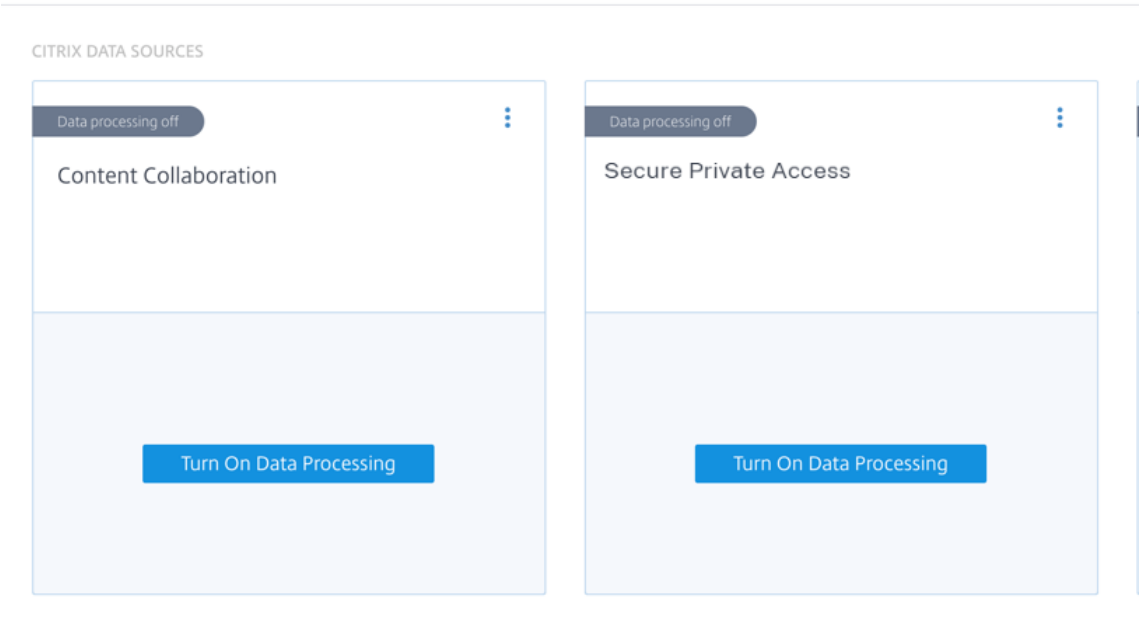 CITRIX DATA SOURCES
Data processing off
Content Collaboration
Turn On Data Processing
Data processing off
Secure Private Access
Turn On Data Processing